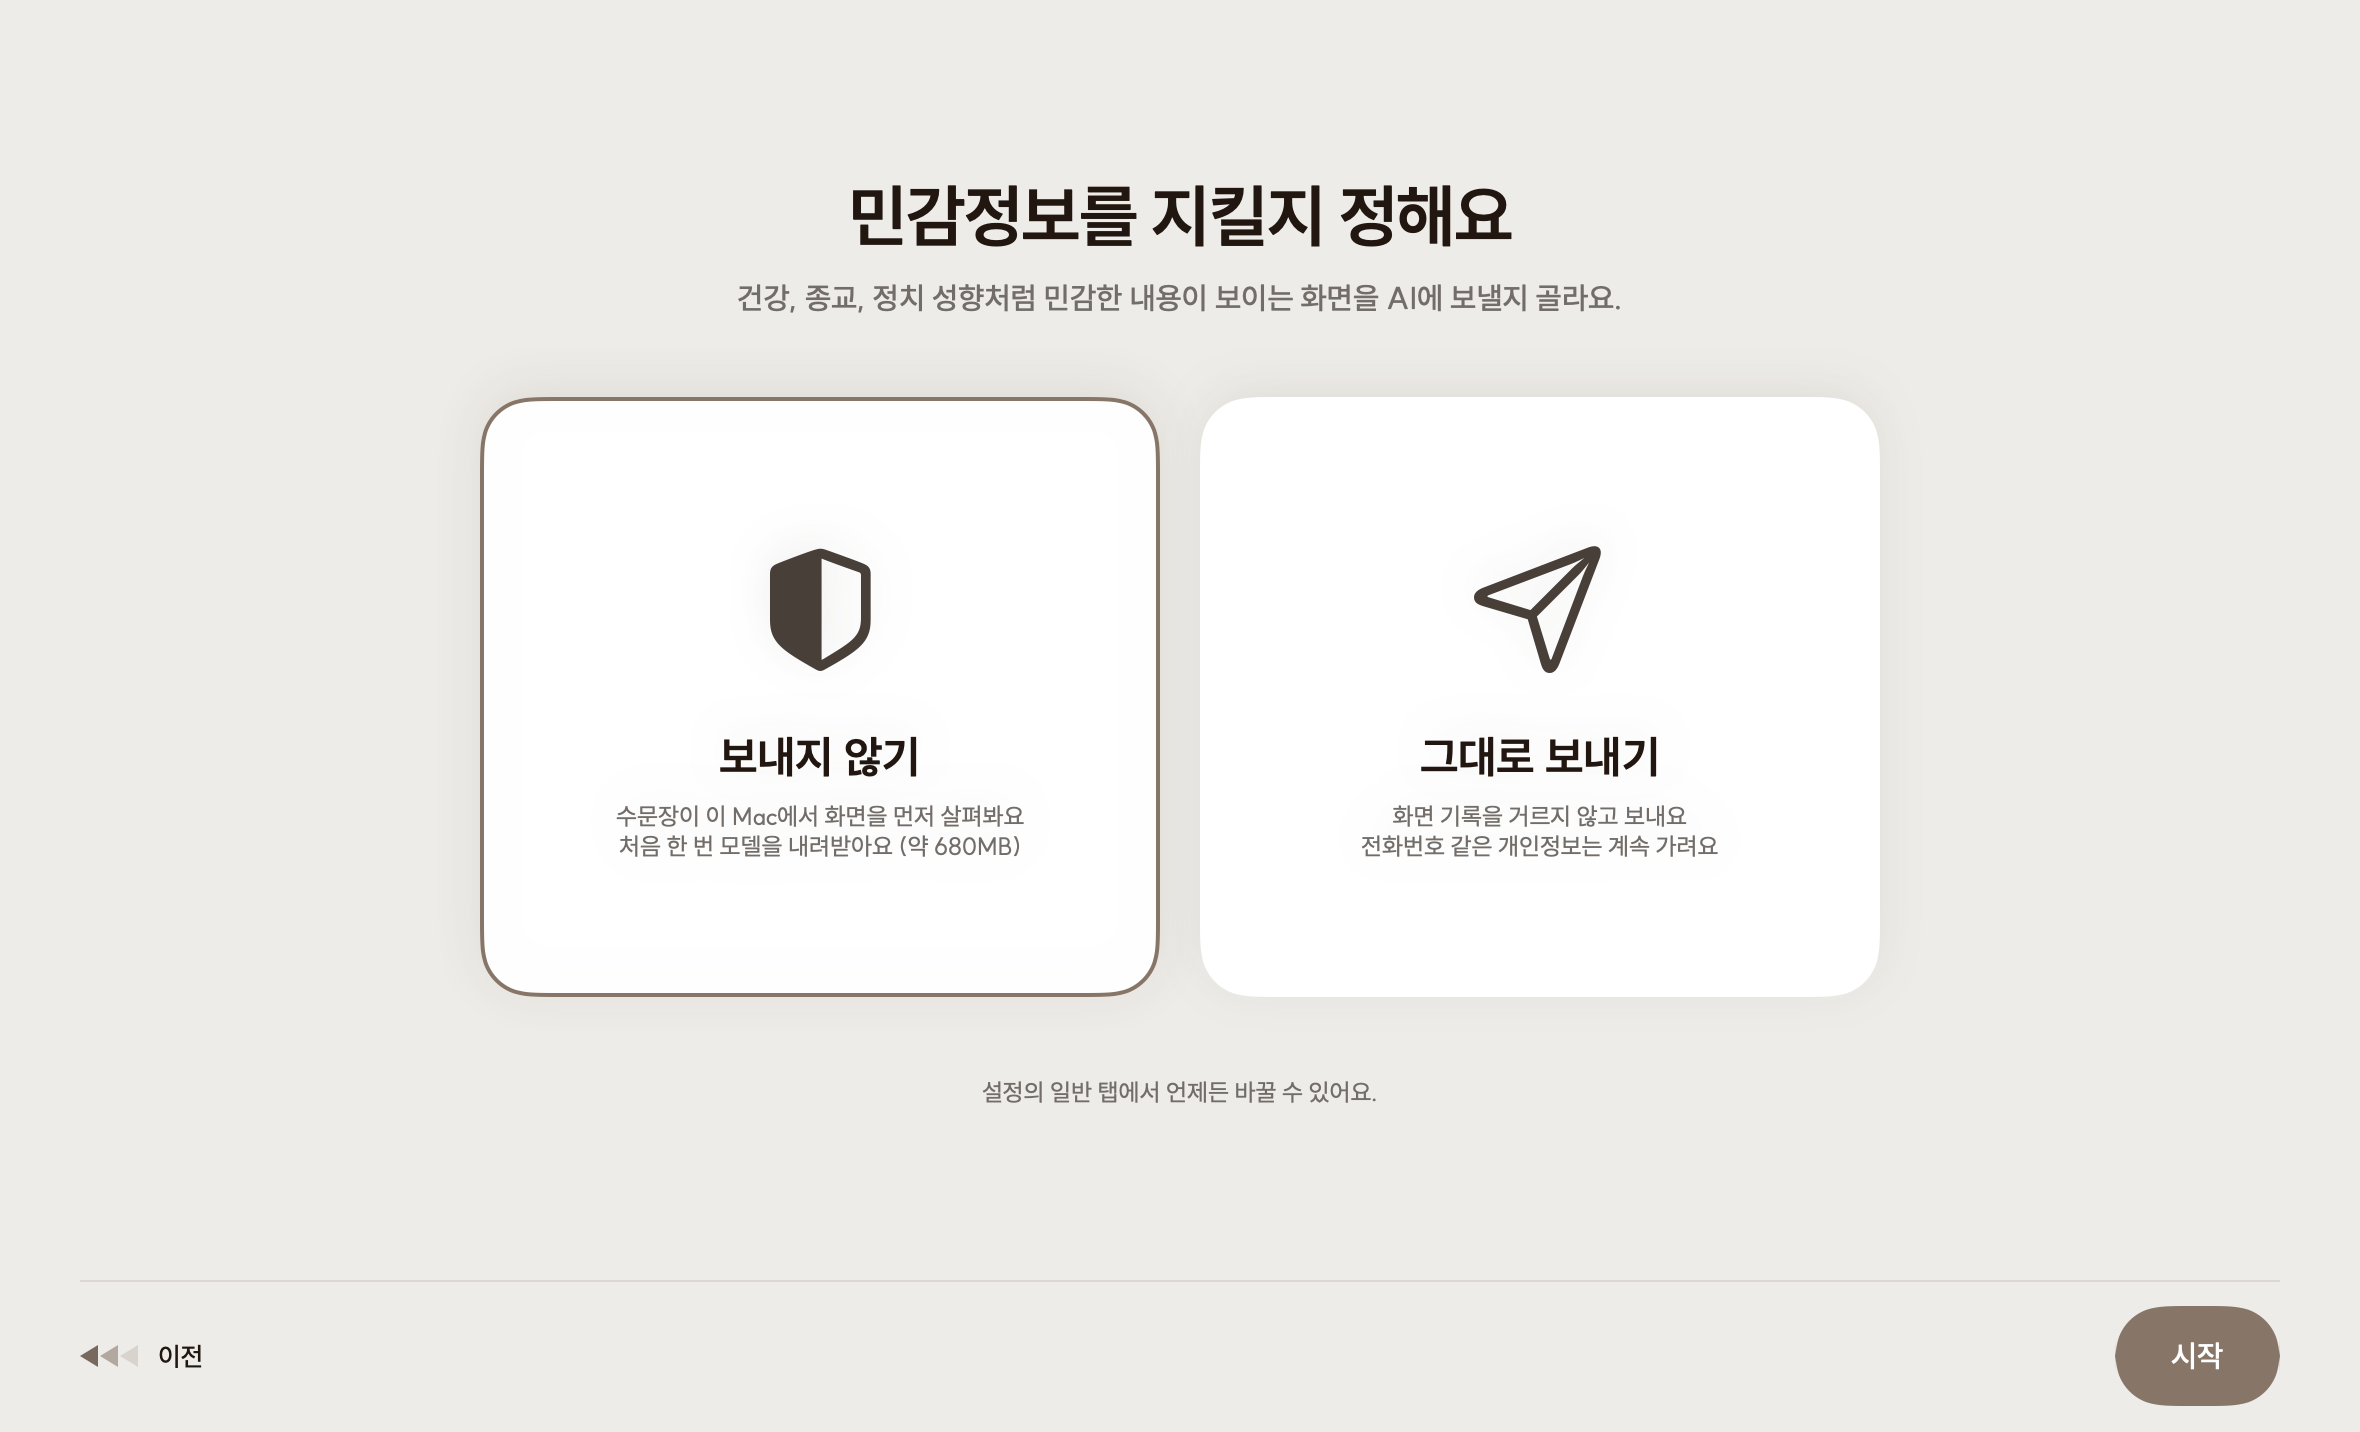 민감정보를 지킬지 정해요
건강, 종교, 정치 성향처럼 민감한 내용이 보이는 화면을 AI에 보낼지 골라요.
보내지 않기
수문장이 이 Mac에서 화면을 먼저 살펴봐요
처음 한 번 모델을 내려받아요 (약 680MB)
그대로 보내기
화면 기록을 거르지 않고 보내요
전화번호 같은 개인정보는 계속 가려요
설정의 일반 탭에서 언제든 바꿀 수 있어요.
이전
시작